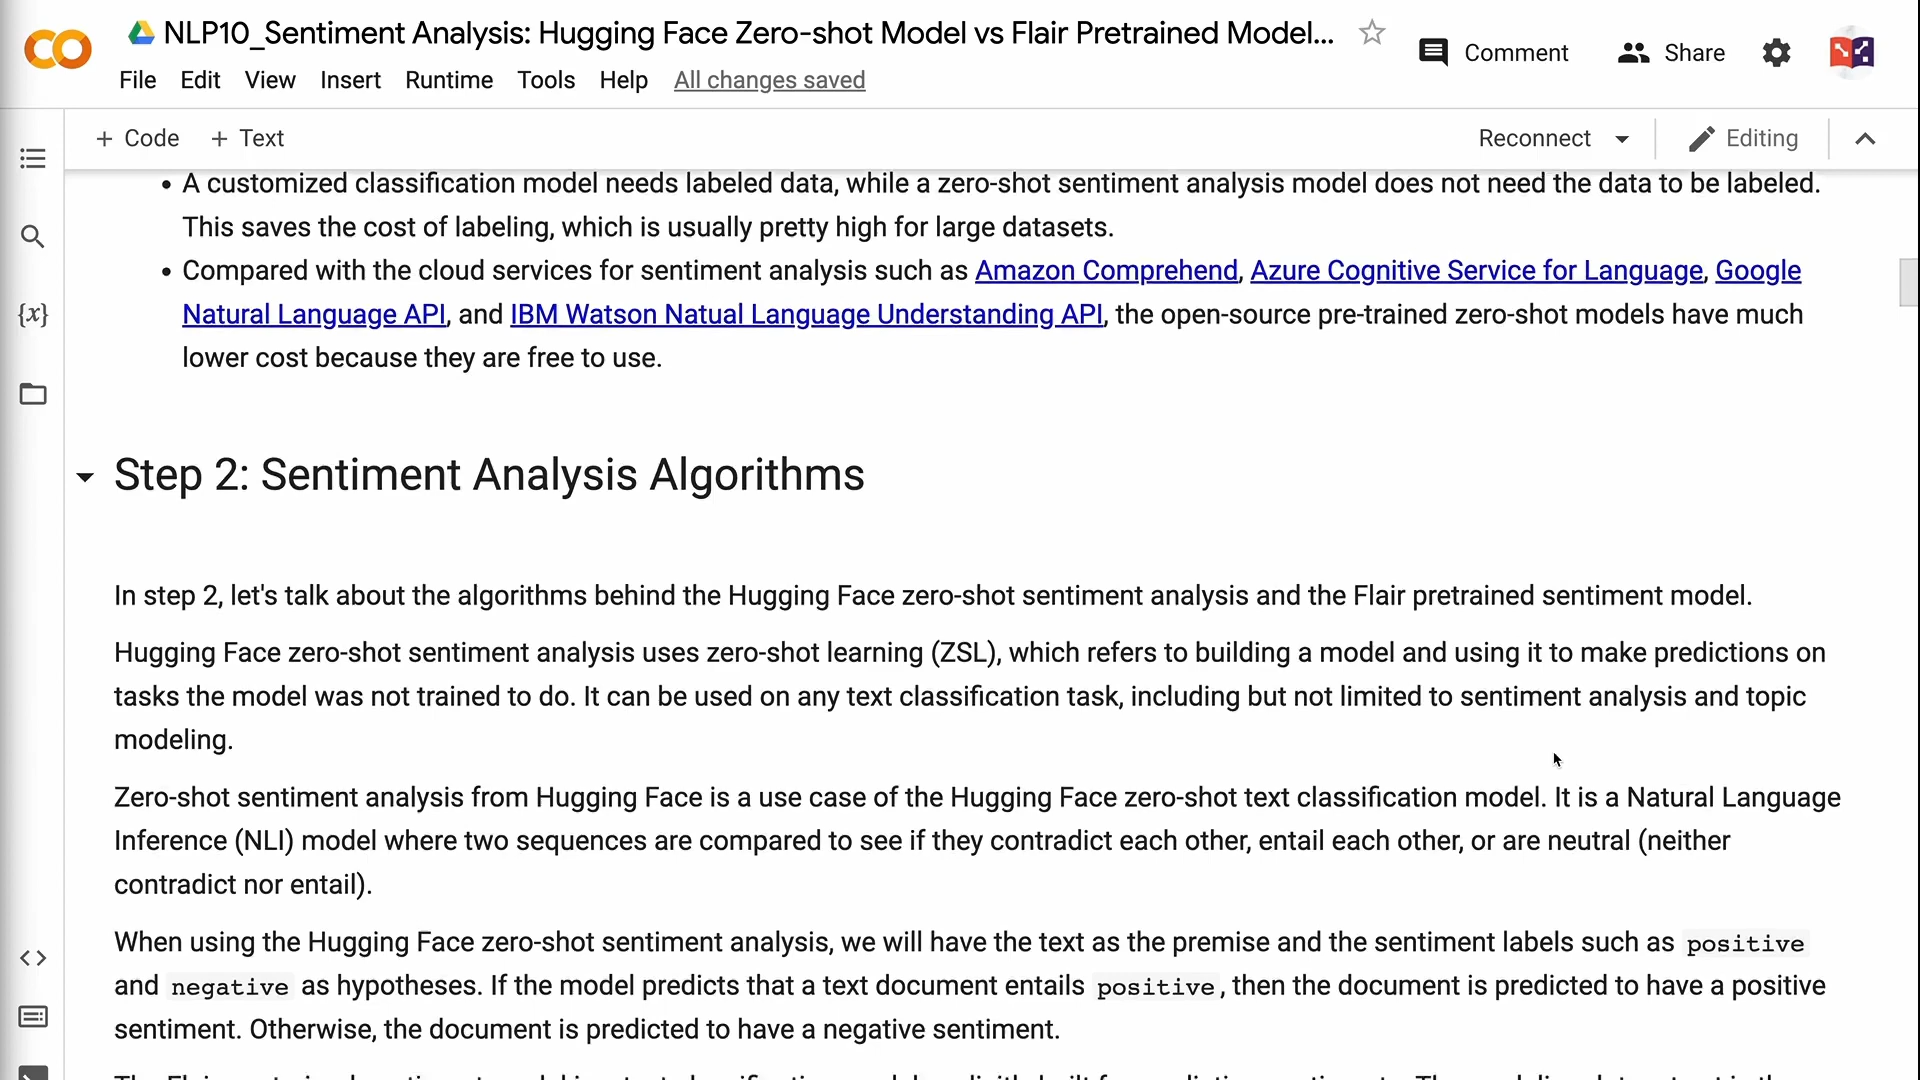 NLP10_Sentiment Analysis: Hugging Face Zero-shot Model vs Flair Pretrained Model...
Comment
Share
File Edit View Insert Runtime Tools Help All changes saved
+ Code + Text
Reconnect
Editing
• A customized classification model needs labeled data, while a zero-shot sentiment analysis model does not need the data to be labeled.
This saves the cost of labeling, which is usually pretty high for large datasets.
• Compared with the cloud services for sentiment analysis such as Amazon Comprehend, Azure Cognitive Service for Language, Google
Natural Language API, and IBM Watson Natual Language Understanding API, the open-source pre-trained zero-shot models have much
lower cost because they are free to use.
Step 2: Sentiment Analysis Algorithms
In step 2, let's talk about the algorithms behind the Hugging Face zero-shot sentiment analysis and the Flair pretrained sentiment model.
Hugging Face zero-shot sentiment analysis uses zero-shot learning (ZSL), which refers to building a model and using it to make predictions on
tasks the model was not trained to do. It can be used on any text classification task, including but not limited to sentiment analysis and topic
modeling.
Zero-shot sentiment analysis from Hugging Face is a use case of the Hugging Face zero-shot text classification model. It is a Natural Language
Inference (NLI) model where two sequences are compared to see if they contradict each other, entail each other, or are neutral (neither
contradict nor entail).
When using the Hugging Face zero-shot sentiment analysis, we will have the text as the premise and the sentiment labels such as positive
and negative as hypotheses. If the model predicts that a text document entails positive, then the document is predicted to have a positive
sentiment. Otherwise, the document is predicted to have a negative sentiment.